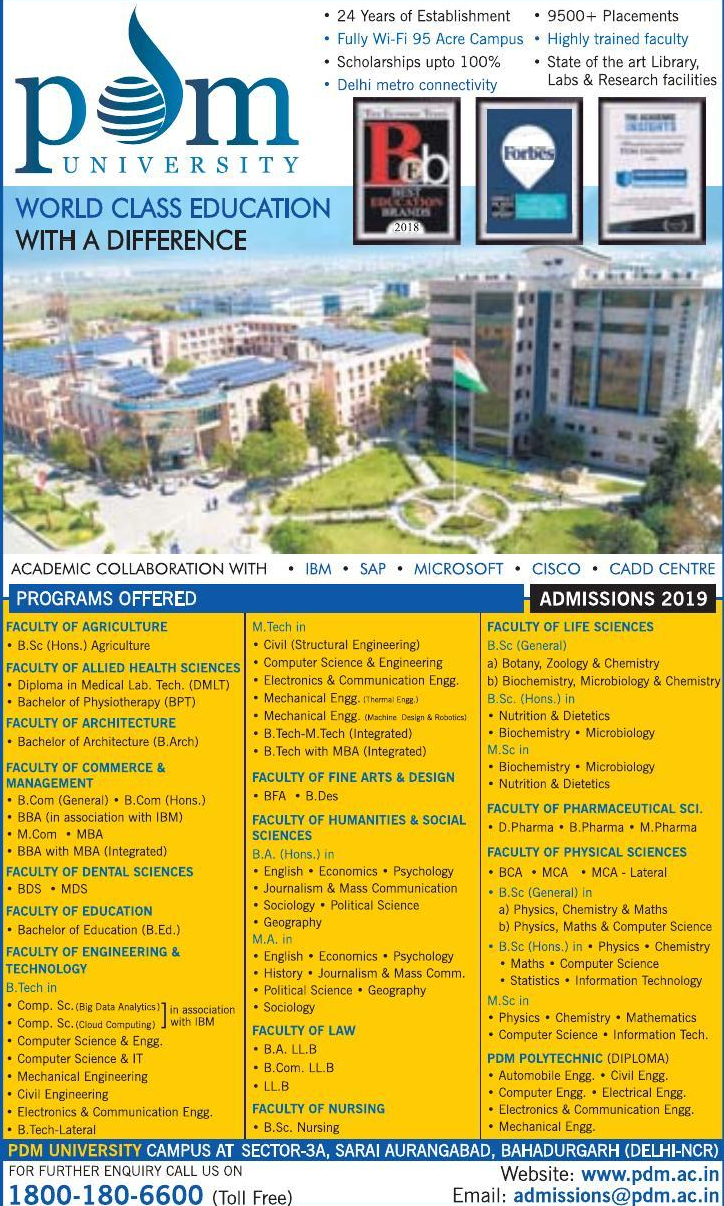 pdm
UNIVERSITY
WORLD CLASS EDUCATION
WITH A DIFFERENCE
• 24 Years of Establishment
• Fully Wi-Fi 95 Acre Campus
• Scholarships upto 100%
• Delhi metro connectivity
• 9500+ Placements
• Highly trained faculty
• State of the art Library,
Labs & Research facilities
THE ECONOMIC TIMES
Beb
BEST
EDUCATION
BRANDS
2018
Forbes
THE ACADEMIC
INSIGHTS
PDM UNIVERSITY
ACADEMIC COLLABORATION WITH • IBM • SAP • MICROSOFT • CISCO • CADD CENTRE
PROGRAMS OFFERED
ADMISSIONS 2019
FACULTY OF AGRICULTURE
• B.Sc (Hons.) Agriculture
FACULTY OF ALLIED HEALTH SCIENCES
• Diploma in Medical Lab. Tech. (DMLT)
• Bachelor of Physiotherapy (BPT)
FACULTY OF ARCHITECTURE
• Bachelor of Architecture (B.Arch)
FACULTY OF COMMERCE &
MANAGEMENT
• B.Com (General) • B.Com (Hons.)
• BBA (in association with IBM)
• M.Com • MBA
• BBA with MBA (Integrated)
FACULTY OF DENTAL SCIENCES
• BDS • MDS
FACULTY OF EDUCATION
• Bachelor of Education (B.Ed.)
FACULTY OF ENGINEERING &
TECHNOLOGY
B.Tech in
• Comp. Sc. (Big Data Analytics)
• Comp. Sc. (Cloud Computing)
in association
with IBM
• Computer Science & Engg.
• Computer Science & IT
• Mechanical Engineering
• Civil Engineering
• Electronics & Communication Engg.
• B.Tech-Lateral
M.Tech in
• Civil (Structural Engineering)
• Computer Science & Engineering
• Electronics & Communication Engg.
• Mechanical Engg. (Thermal Engg.)
• Mechanical Engg. (Machine Design & Robotics)
• B.Tech-M.Tech (Integrated)
• B.Tech with MBA (Integrated)
FACULTY OF FINE ARTS & DESIGN
• BFA • B.Des
FACULTY OF HUMANITIES & SOCIAL
SCIENCES
B.A. (Hons.) in
• English • Economics • Psychology
• Journalism & Mass Communication
• Sociology • Political Science
• Geography
M.A. in
• English • Economics • Psychology
• History • Journalism & Mass Comm.
• Political Science • Geography
• Sociology
FACULTY OF LAW
• B.A. LL.B
• B.Com. LL.B
• LL.B
FACULTY OF NURSING
• B.Sc. Nursing
FACULTY OF LIFE SCIENCES
B.Sc (General)
a) Botany, Zoology & Chemistry
b) Biochemistry, Microbiology & Chemistry
B.Sc. (Hons.) in
• Nutrition & Dietetics
• Biochemistry • Microbiology
M.Sc in
• Biochemistry • Microbiology
• Nutrition & Dietetics
FACULTY OF PHARMACEUTICAL SCI.
• D.Pharma • B.Pharma • M.Pharma
FACULTY OF PHYSICAL SCIENCES
• BCA • MCA • MCA - Lateral
• B.Sc (General) in
a) Physics, Chemistry & Maths
b) Physics, Maths & Computer Science
• B.Sc (Hons.) in • Physics • Chemistry
• Maths • Computer Science
• Statistics • Information Technology
M.Sc in
• Physics • Chemistry • Mathematics
• Computer Science • Information Tech.
PDM POLYTECHNIC (DIPLOMA)
• Automobile Engg. • Civil Engg.
• Computer Engg. • Electrical Engg.
• Electronics & Communication Engg.
• Mechanical Engg.
PDM UNIVERSITY CAMPUS AT SECTOR-3A, SARAI AURANGABAD, BAHADURGARH (DELHI-NCR)
FOR FURTHER ENQUIRY CALL US ON
1800-180-6600 (Toll Free)
Website: www.pdm.ac.in
Email: admissions@pdm.ac.in